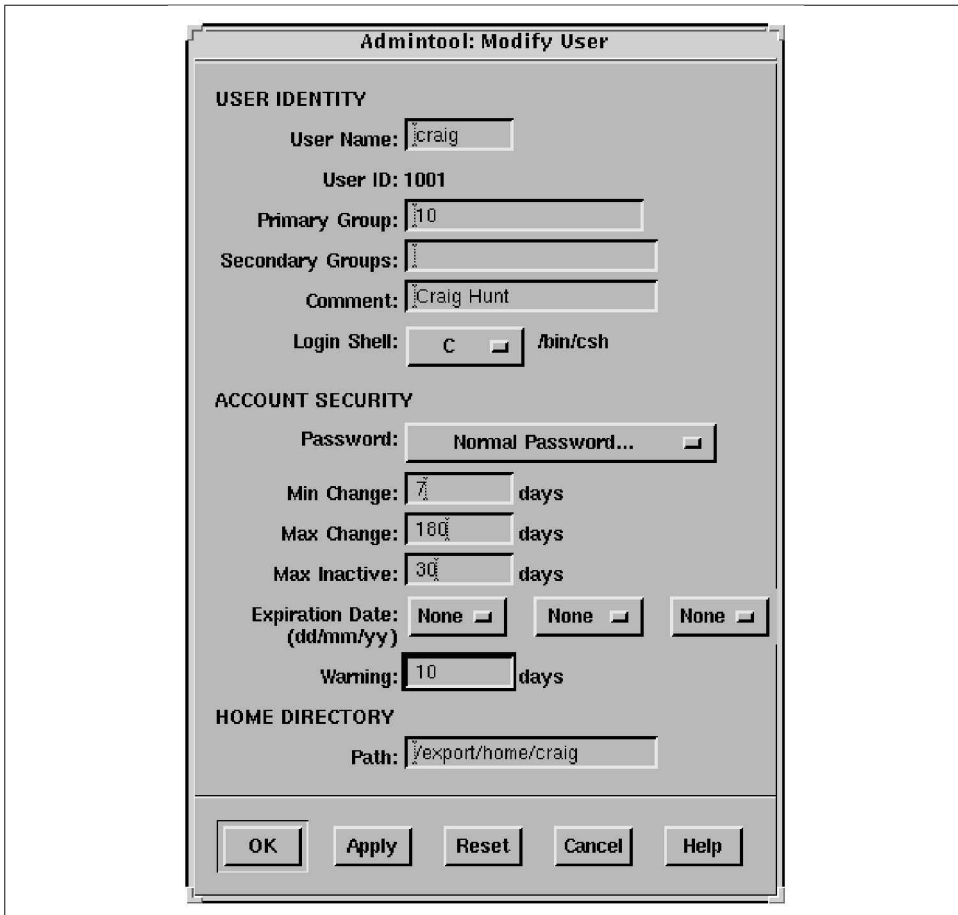 Admintool: Modify User
USER IDENTITY
User Name: craig
User ID: 1001
Primary Group: 10
Secondary Groups:
Comment: Craig Hunt
Login Shell: C /bin/csh
ACCOUNT SECURITY
Password: Normal Password...
Min Change: 7 days
Max Change: 180 days
Max Inactive: 30 days
Expiration Date: None None None
(dd/mm/yy)
Warning: 10 days
HOME DIRECTORY
Path: /export/home/craig
OK Apply Reset Cancel Help